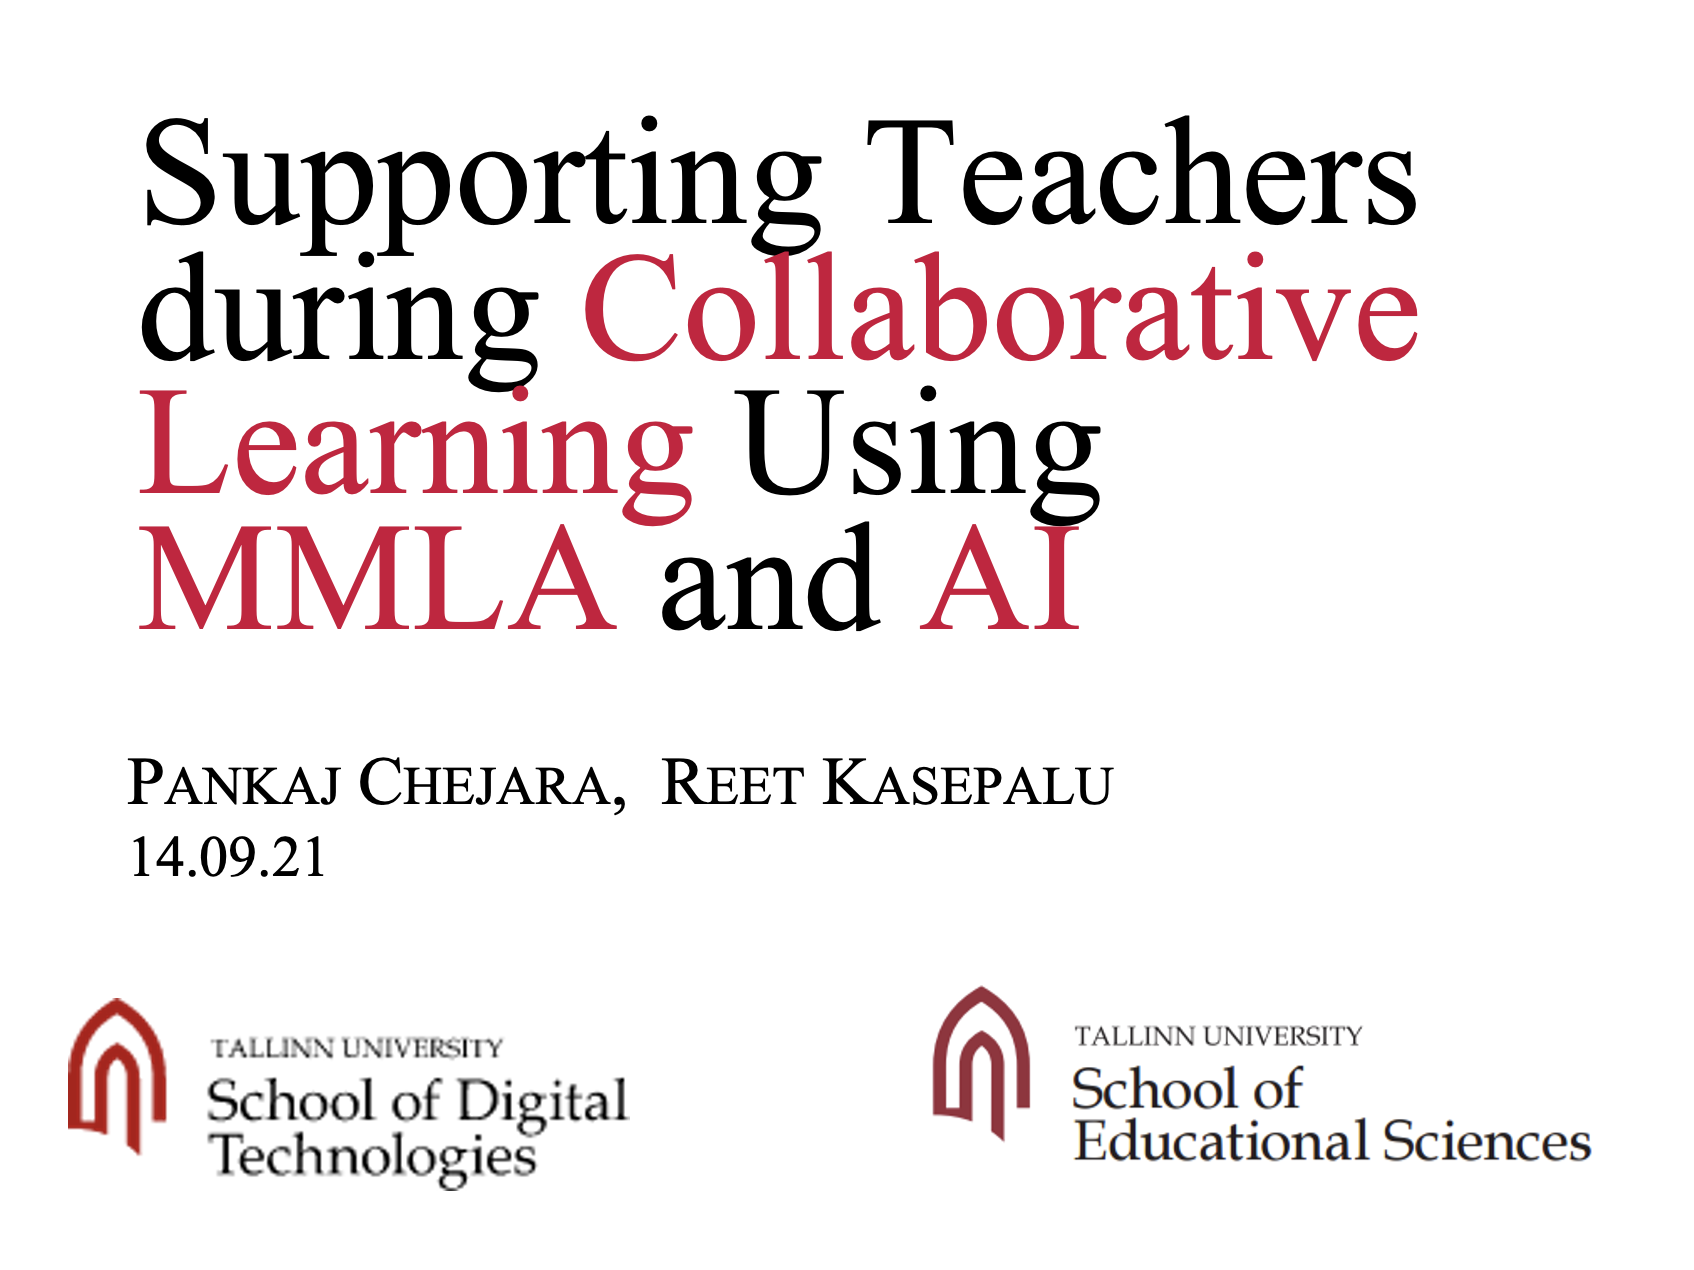 Supporting Teachers
during Collaborative
Learning Using
MMLA and AI
PANKAJ CHEJARA, REET KASEPALU
14.09.21
TALLINN UNIVERSITY
School of Digital
Technologies
TALLINN UNIVERSITY
School of
Educational Sciences